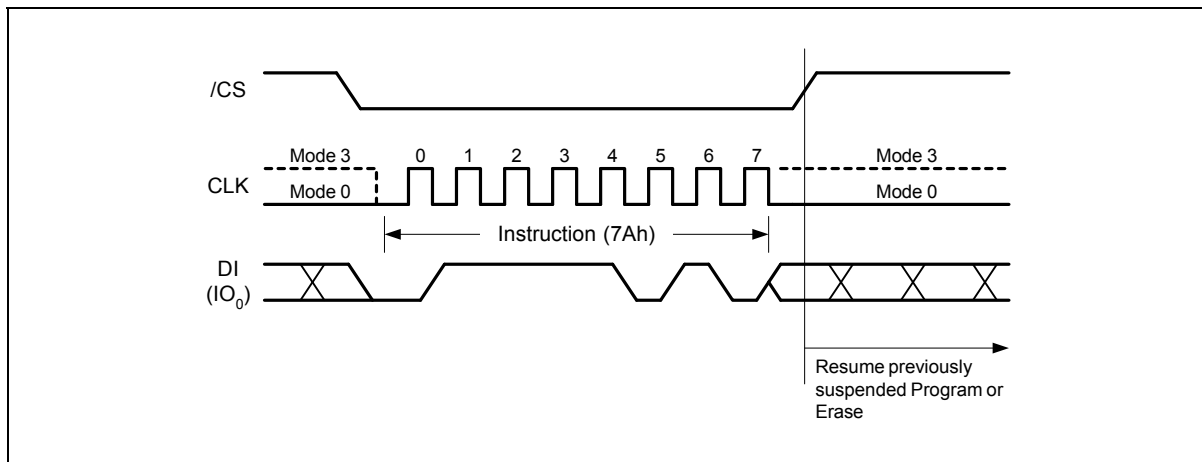 /CS
Mode 3 0 1 2 3 4 5 6 7 Mode 3
CLK
Mode 0 Mode 0
Instruction (7Ah)
DI
(IO0)
Resume previously
suspended Program or
Erase